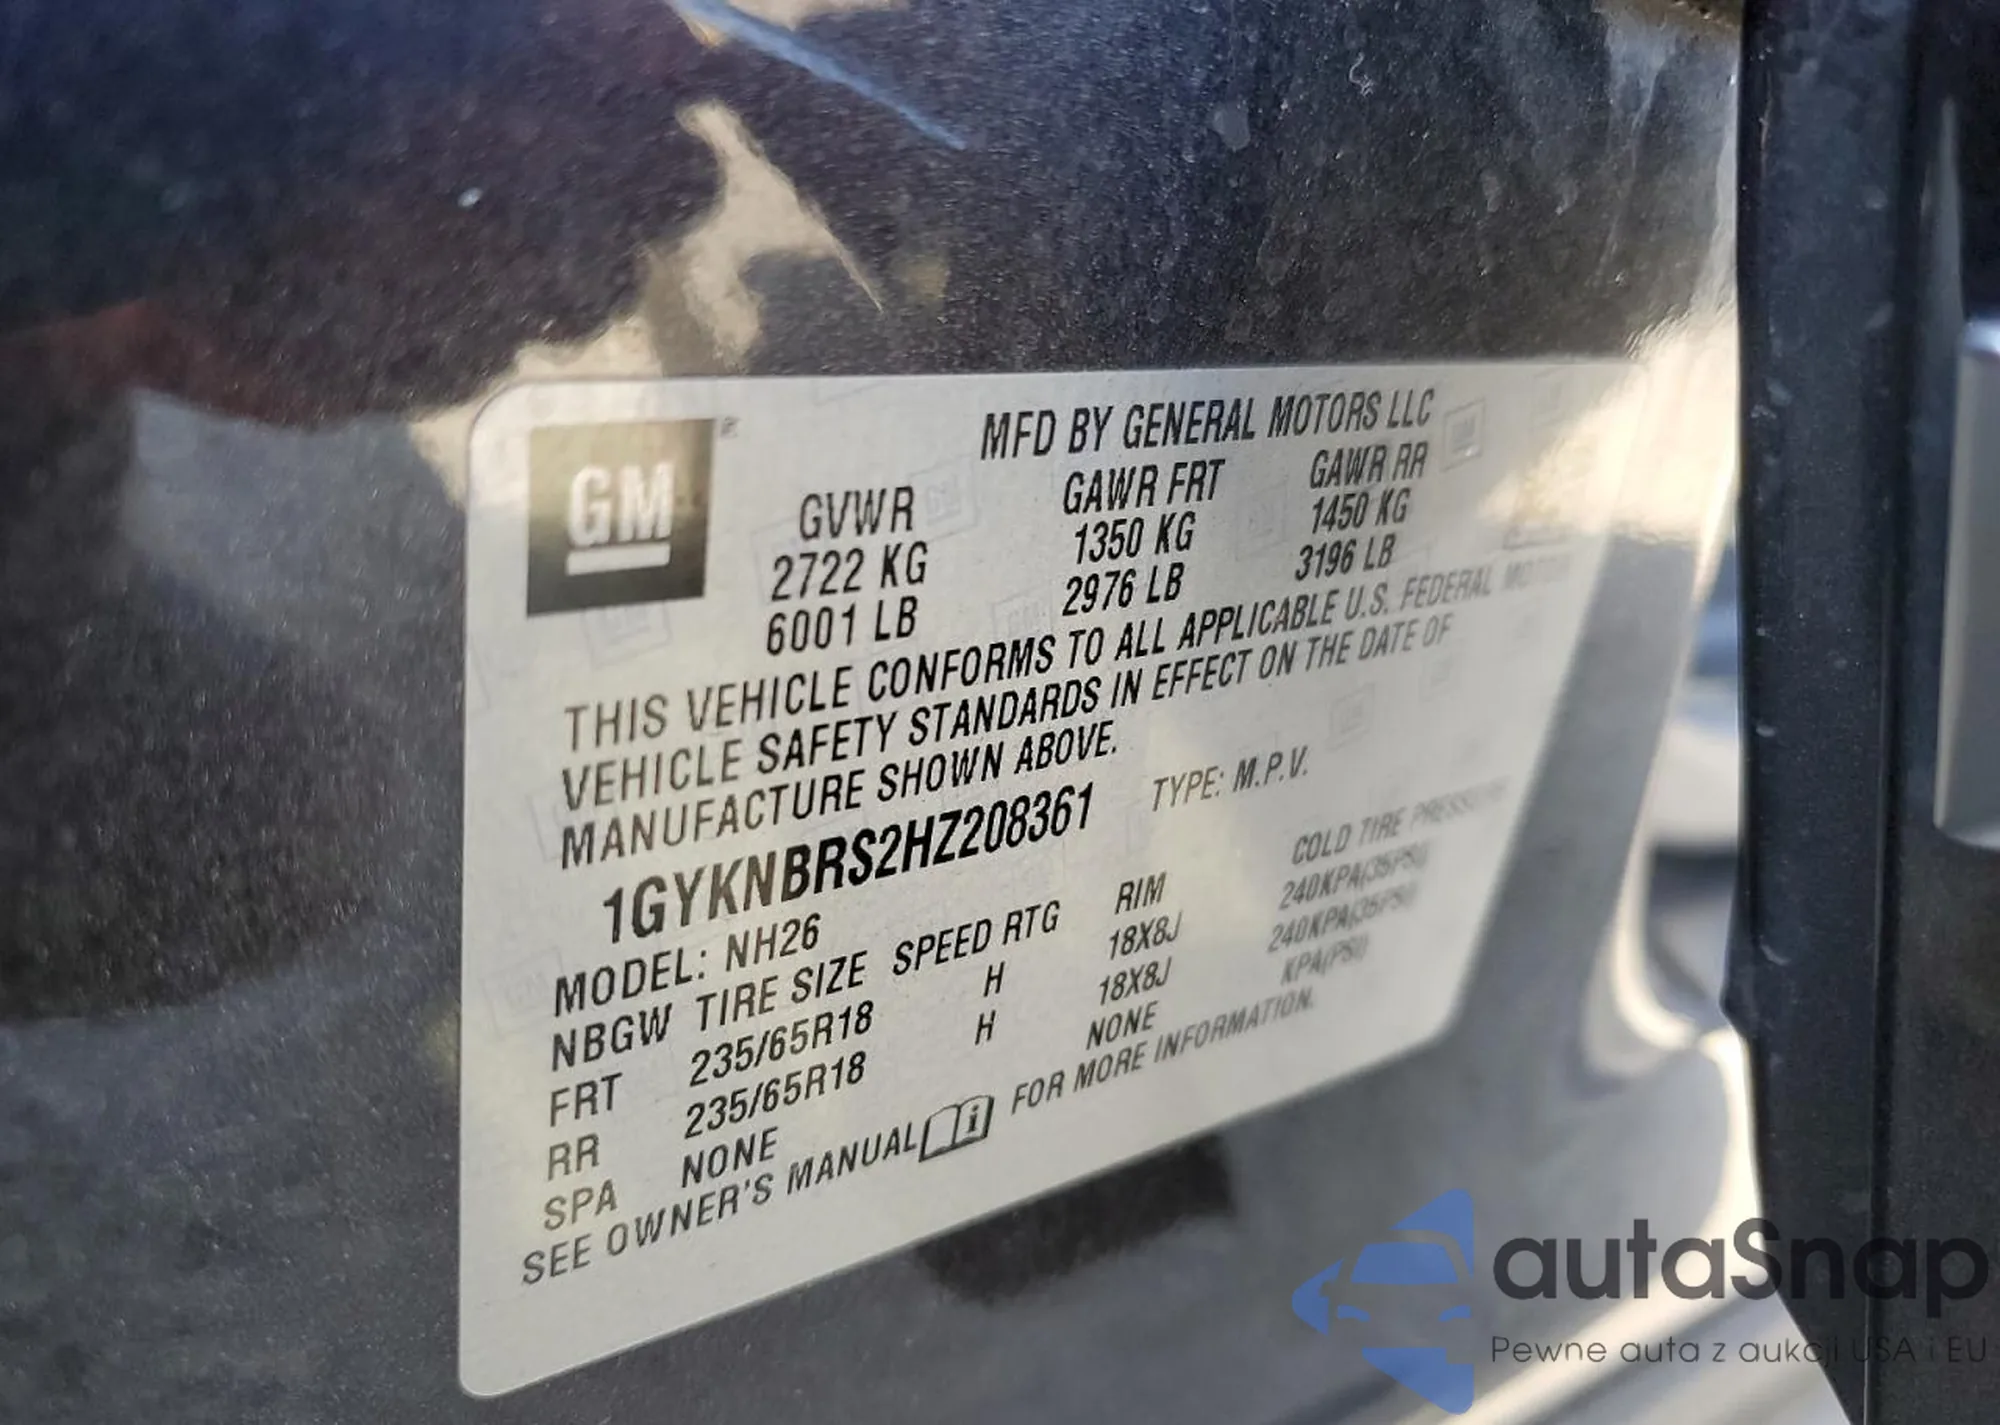 GM
MFD BY GENERAL MOTORS LLC
GVWR GAWR FRT GAWR RR
2722 KG 1350 KG 1450 KG
6001 LB 2976 LB 3196 LB
THIS VEHICLE CONFORMS TO ALL APPLICABLE U.S. FEDERAL
VEHICLE SAFETY STANDARDS IN EFFECT ON THE DATE OF
MANUFACTURE SHOWN ABOVE.
1GYKNBRS2HZ208361 TYPE: M.P.V.
MODEL: NH26
NBGW TIRE SIZE SPEED RTG RIM COLD TIRE PRESSURE
FRT 235/65R18 H 18X8J 240KPA(35PSI)
RR 235/65R18 H 18X8J 240KPA(35PSI)
SPA NONE NONE KPA(PSI)
SEE OWNER'S MANUAL FOR MORE INFORMATION.
autaSnap
Pewne auta z aukcji USA i EU